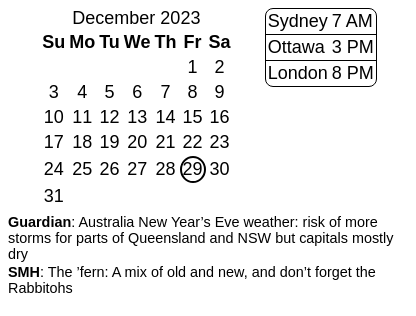 December 2023
Su Mo Tu We Th Fr Sa
1 2
3 4 5 6 7 8 9
10 11 12 13 14 15 16
17 18 19 20 21 22 23
24 25 26 27 28 29 30
31
Sydney 7 AM
Ottawa 3 PM
London 8 PM
Guardian: Australia New Year’s Eve weather: risk of more
storms for parts of Queensland and NSW but capitals mostly
dry
SMH: The ’fern: A mix of old and new, and don’t forget the
Rabbitohs